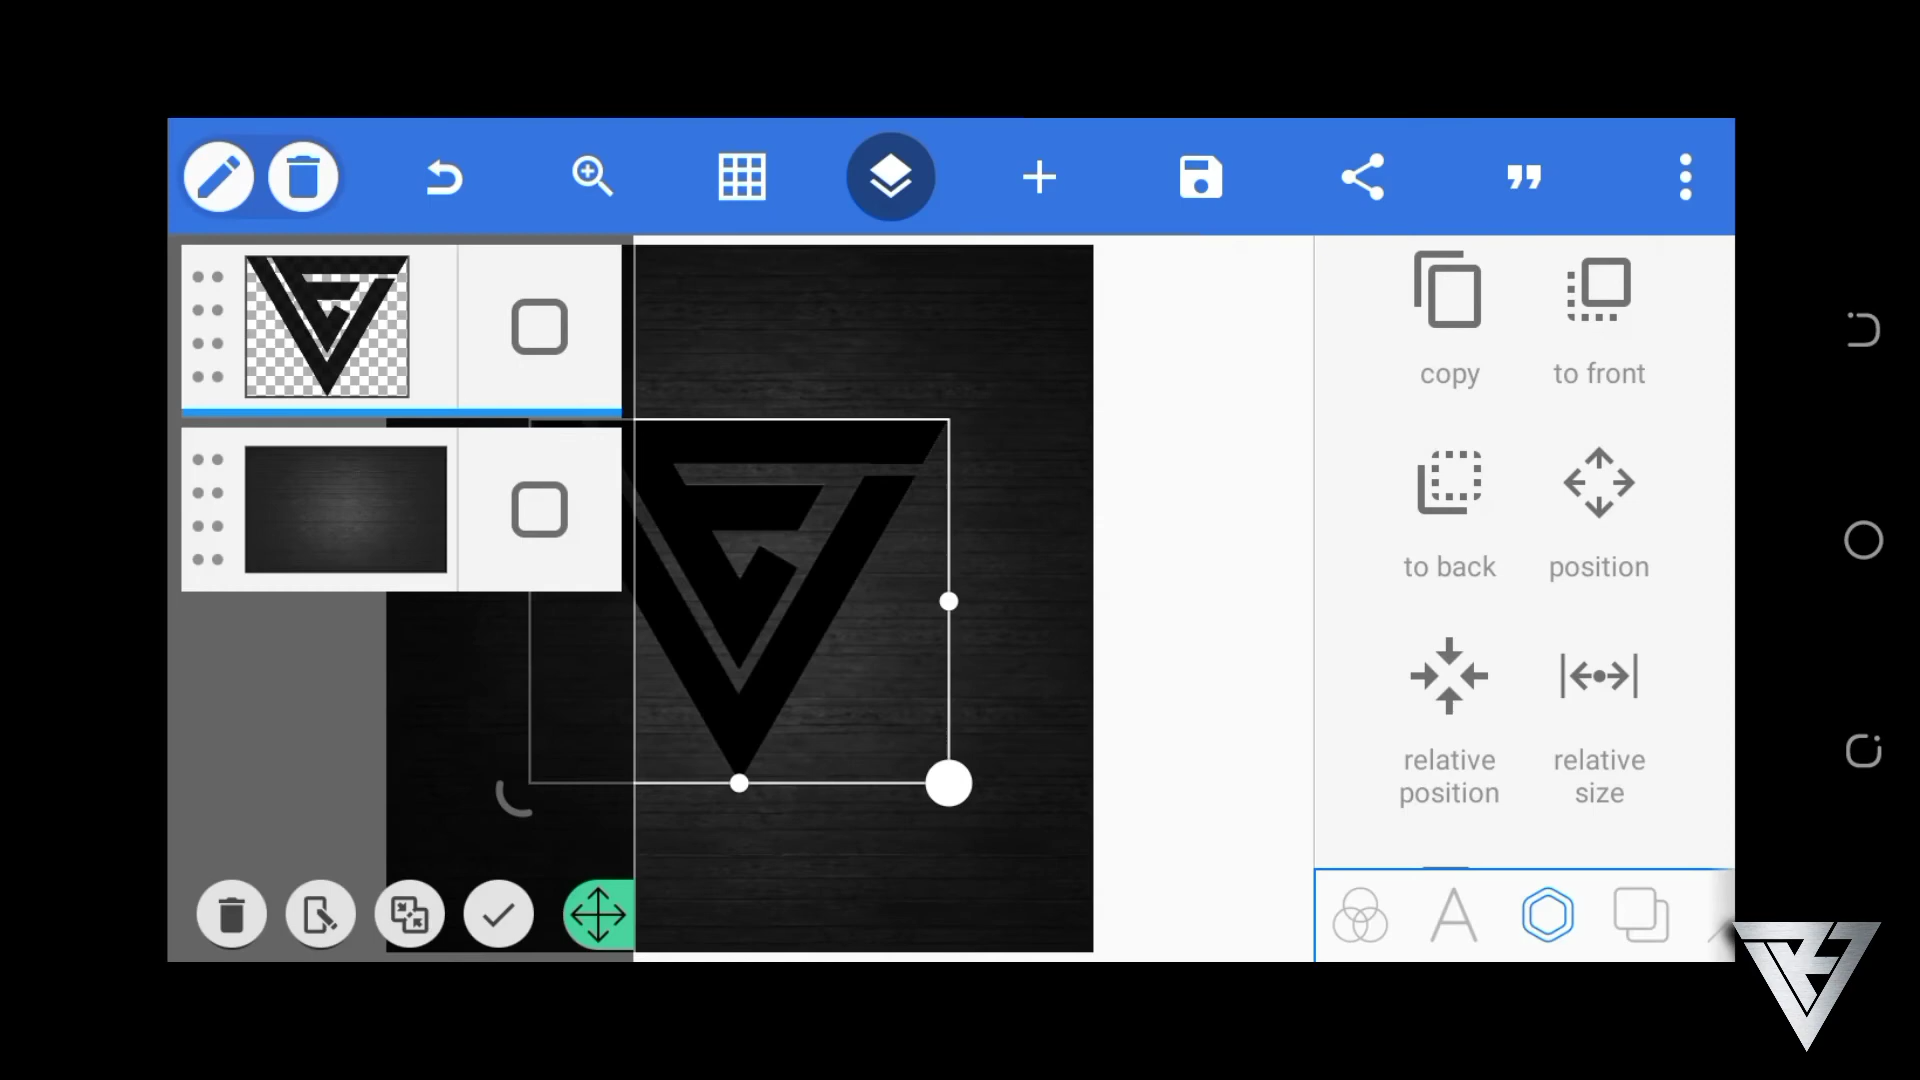 copy
to front
to back
position
relative
position
relative
size